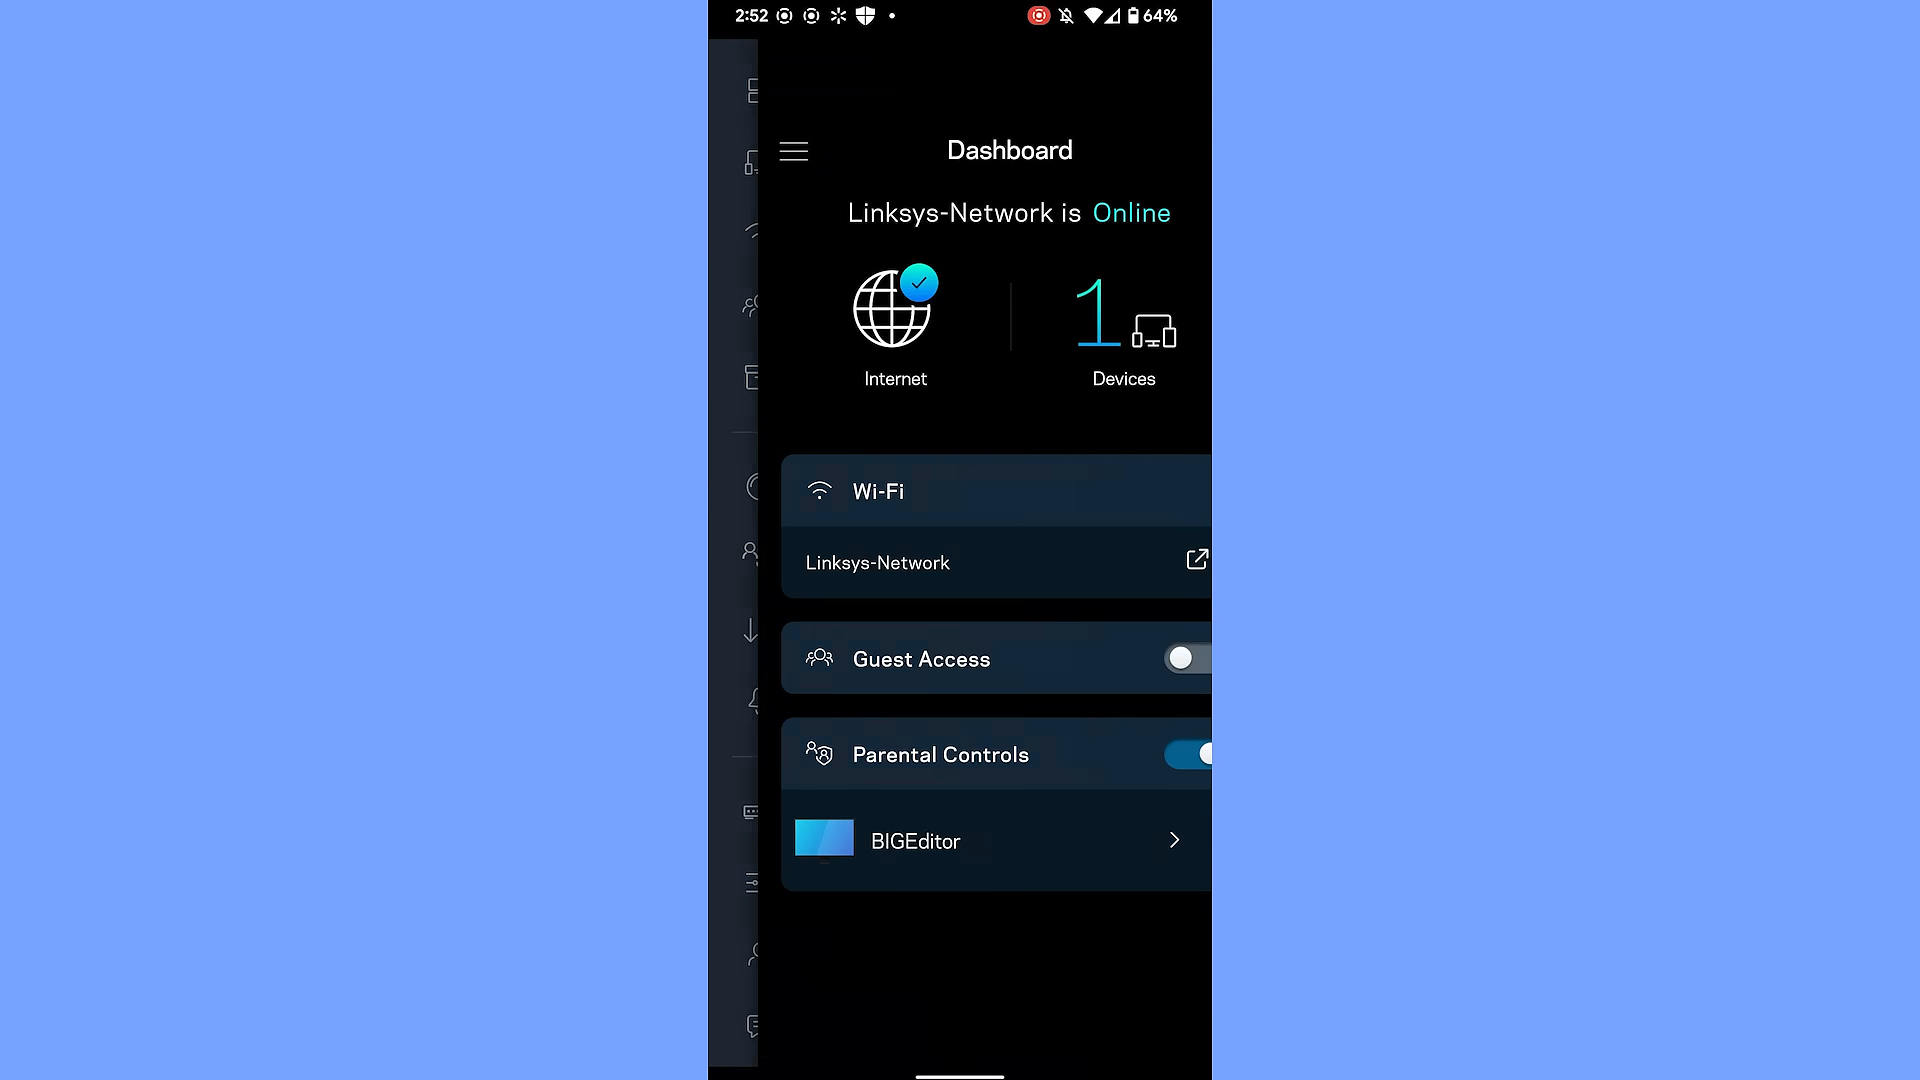 2:52 64%
Dashboard
Linksys-Network is Online
1
Internet
Devices
Wi-Fi
Linksys-Network
Guest Access
Parental Controls
BIGEditor